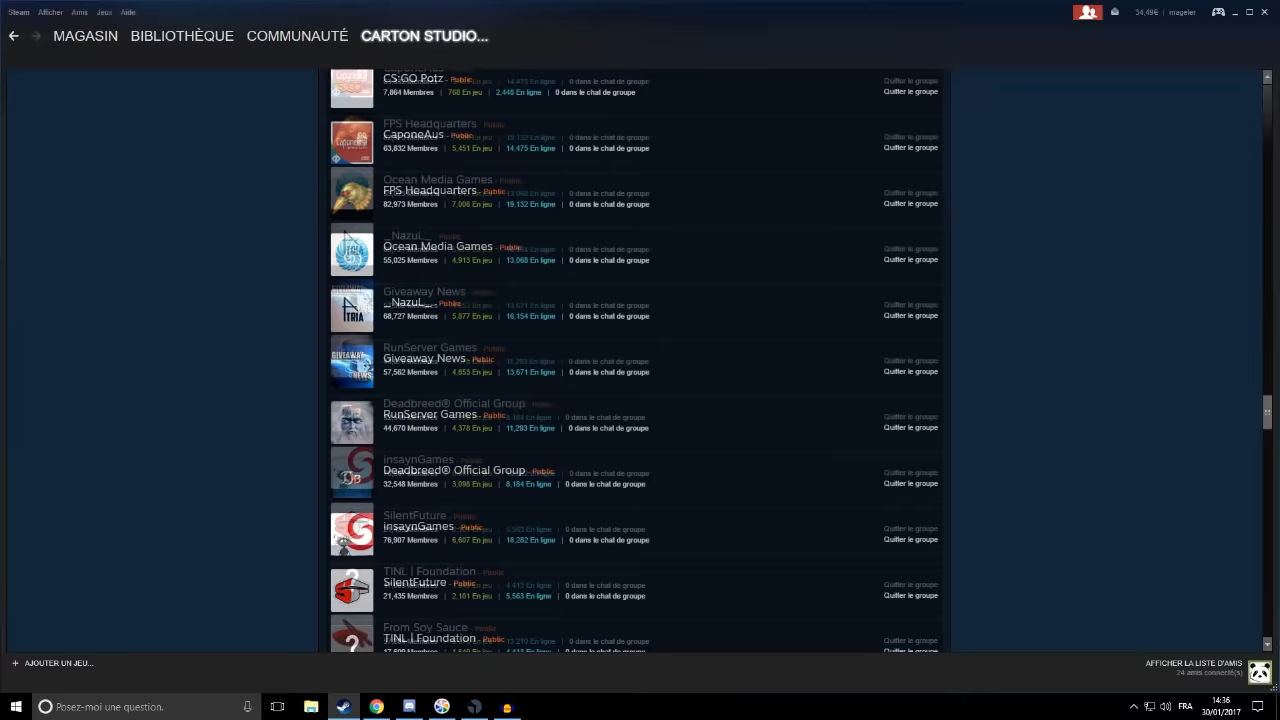 Steam Afficher Amis Jeux Aide 34,49€ mageler
MAGASIN BIBLIOTHÈQUE COMMUNAUTÉ CARTON STUDIO...
CS:GO Potz - Public
7,864 Membres | 768 En jeu | 2,448 En ligne | 0 dans le chat de groupe Quitter le groupe
FPS Headquarters - Public
CaponeAus - Public
63,832 Membres | 5,451 En jeu | 14,475 En ligne | 0 dans le chat de groupe Quitter le groupe
Ocean Media Games - Public
FPS Headquarters - Public
82,973 Membres | 7,006 En jeu | 19,132 En ligne | 0 dans le chat de groupe Quitter le groupe
Ocean Media Games - Public
55,025 Membres | 4,913 En jeu | 13,068 En ligne | 0 dans le chat de groupe Quitter le groupe
Giveaway News
68,727 Membres | 5,877 En jeu | 16,154 En ligne | 0 dans le chat de groupe Quitter le groupe
RunServer Games - Public
Giveaway News - Public
57,562 Membres | 4,853 En jeu | 13,671 En ligne | 0 dans le chat de groupe Quitter le groupe
Deadbreed® Official Group
RunServer Games - Public
44,670 Membres | 4,378 En jeu | 11,293 En ligne | 0 dans le chat de groupe Quitter le groupe
insaynGames - Public
Deadbreed® Official Group - Public
32,548 Membres | 3,098 En jeu | 8,184 En ligne | 0 dans le chat de groupe Quitter le groupe
SilentFuture - Public
insaynGames - Public
76,907 Membres | 6,607 En jeu | 18,282 En ligne | 0 dans le chat de groupe Quitter le groupe
TINL | Foundation - Public
SilentFuture - Public
21,435 Membres | 2,101 En jeu | 5,563 En ligne | 0 dans le chat de groupe Quitter le groupe
From Soy Sauce - Public
TINL | Foundation - Public
+ AJOUTER UN JEU...
AFFICHER LA LISTE D'AMIS
24 amis connecté(s)
Posez-moi une question.
FRA
14:36
30/01/2017